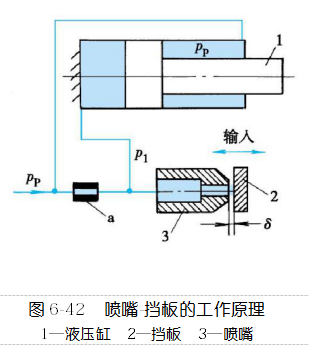 pp
1
输入
pp
p1
2
a
3
δ
图 6-42 喷嘴-挡板的工作原理
1—液压缸 2—挡板 3—喷嘴